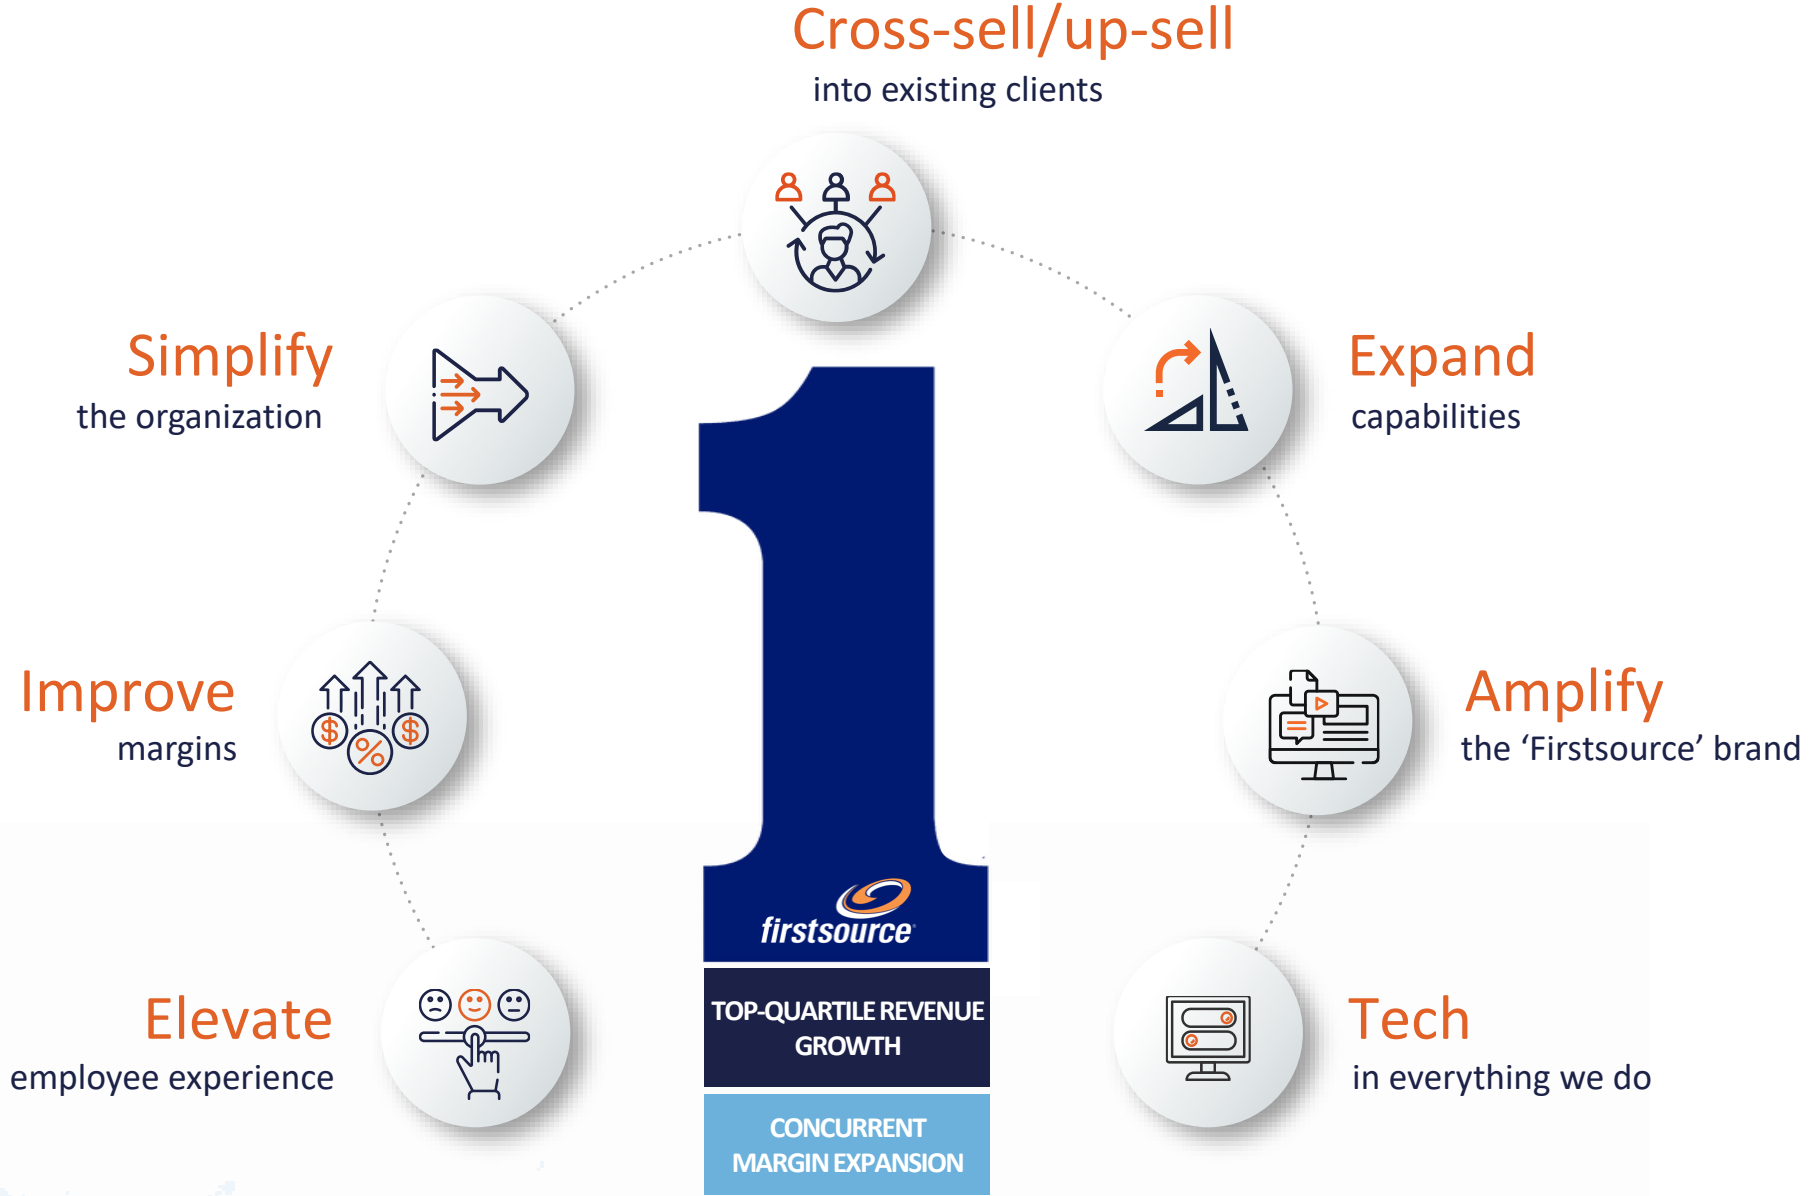 Cross-sell/up-sell
into existing clients
Simplify
the organization
Expand
capabilities
Improve
margins
Amplify
the ‘Firstsource’ brand
Elevate
employee experience
Tech
in everything we do
firstsource
TOP-QUARTILE REVENUE
GROWTH
CONCURRENT
MARGIN EXPANSION